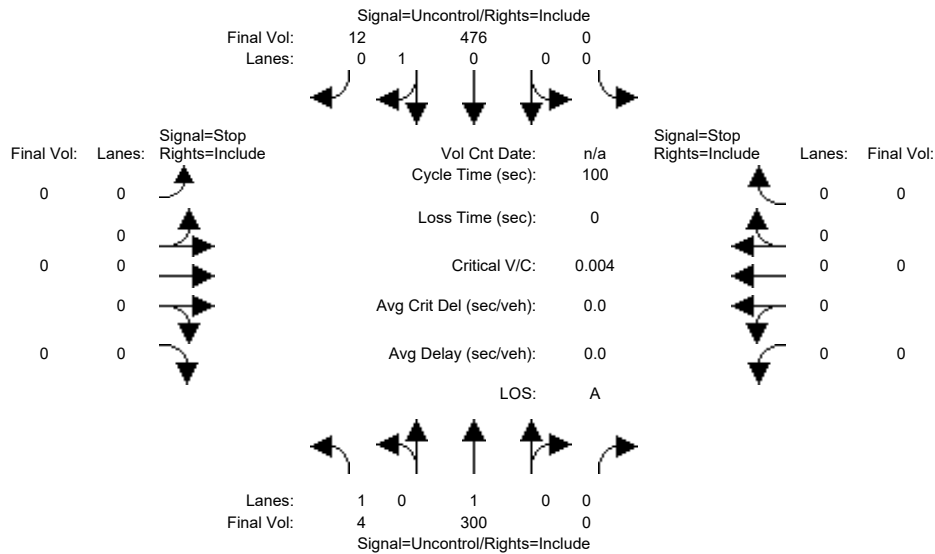 Signal=Uncontrol/Rights=Include
Final Vol: 12 476 0
Lanes: 0 1 0 0 0
Signal=Stop Signal=Stop
Final Vol: Lanes: Rights=Include Vol Cnt Date: n/a Rights=Include Lanes: Final Vol:
Cycle Time (sec): 100
0 0 0 0
Loss Time (sec): 0
0 0
0 0 Critical V/C: 0.004 0 0
0 Avg Crit Del (sec/veh): 0.0 0
0 0 Avg Delay (sec/veh): 0.0 0 0
LOS: A
Lanes: 1 0 1 0 0
Final Vol: 4 300 0
Signal=Uncontrol/Rights=Include